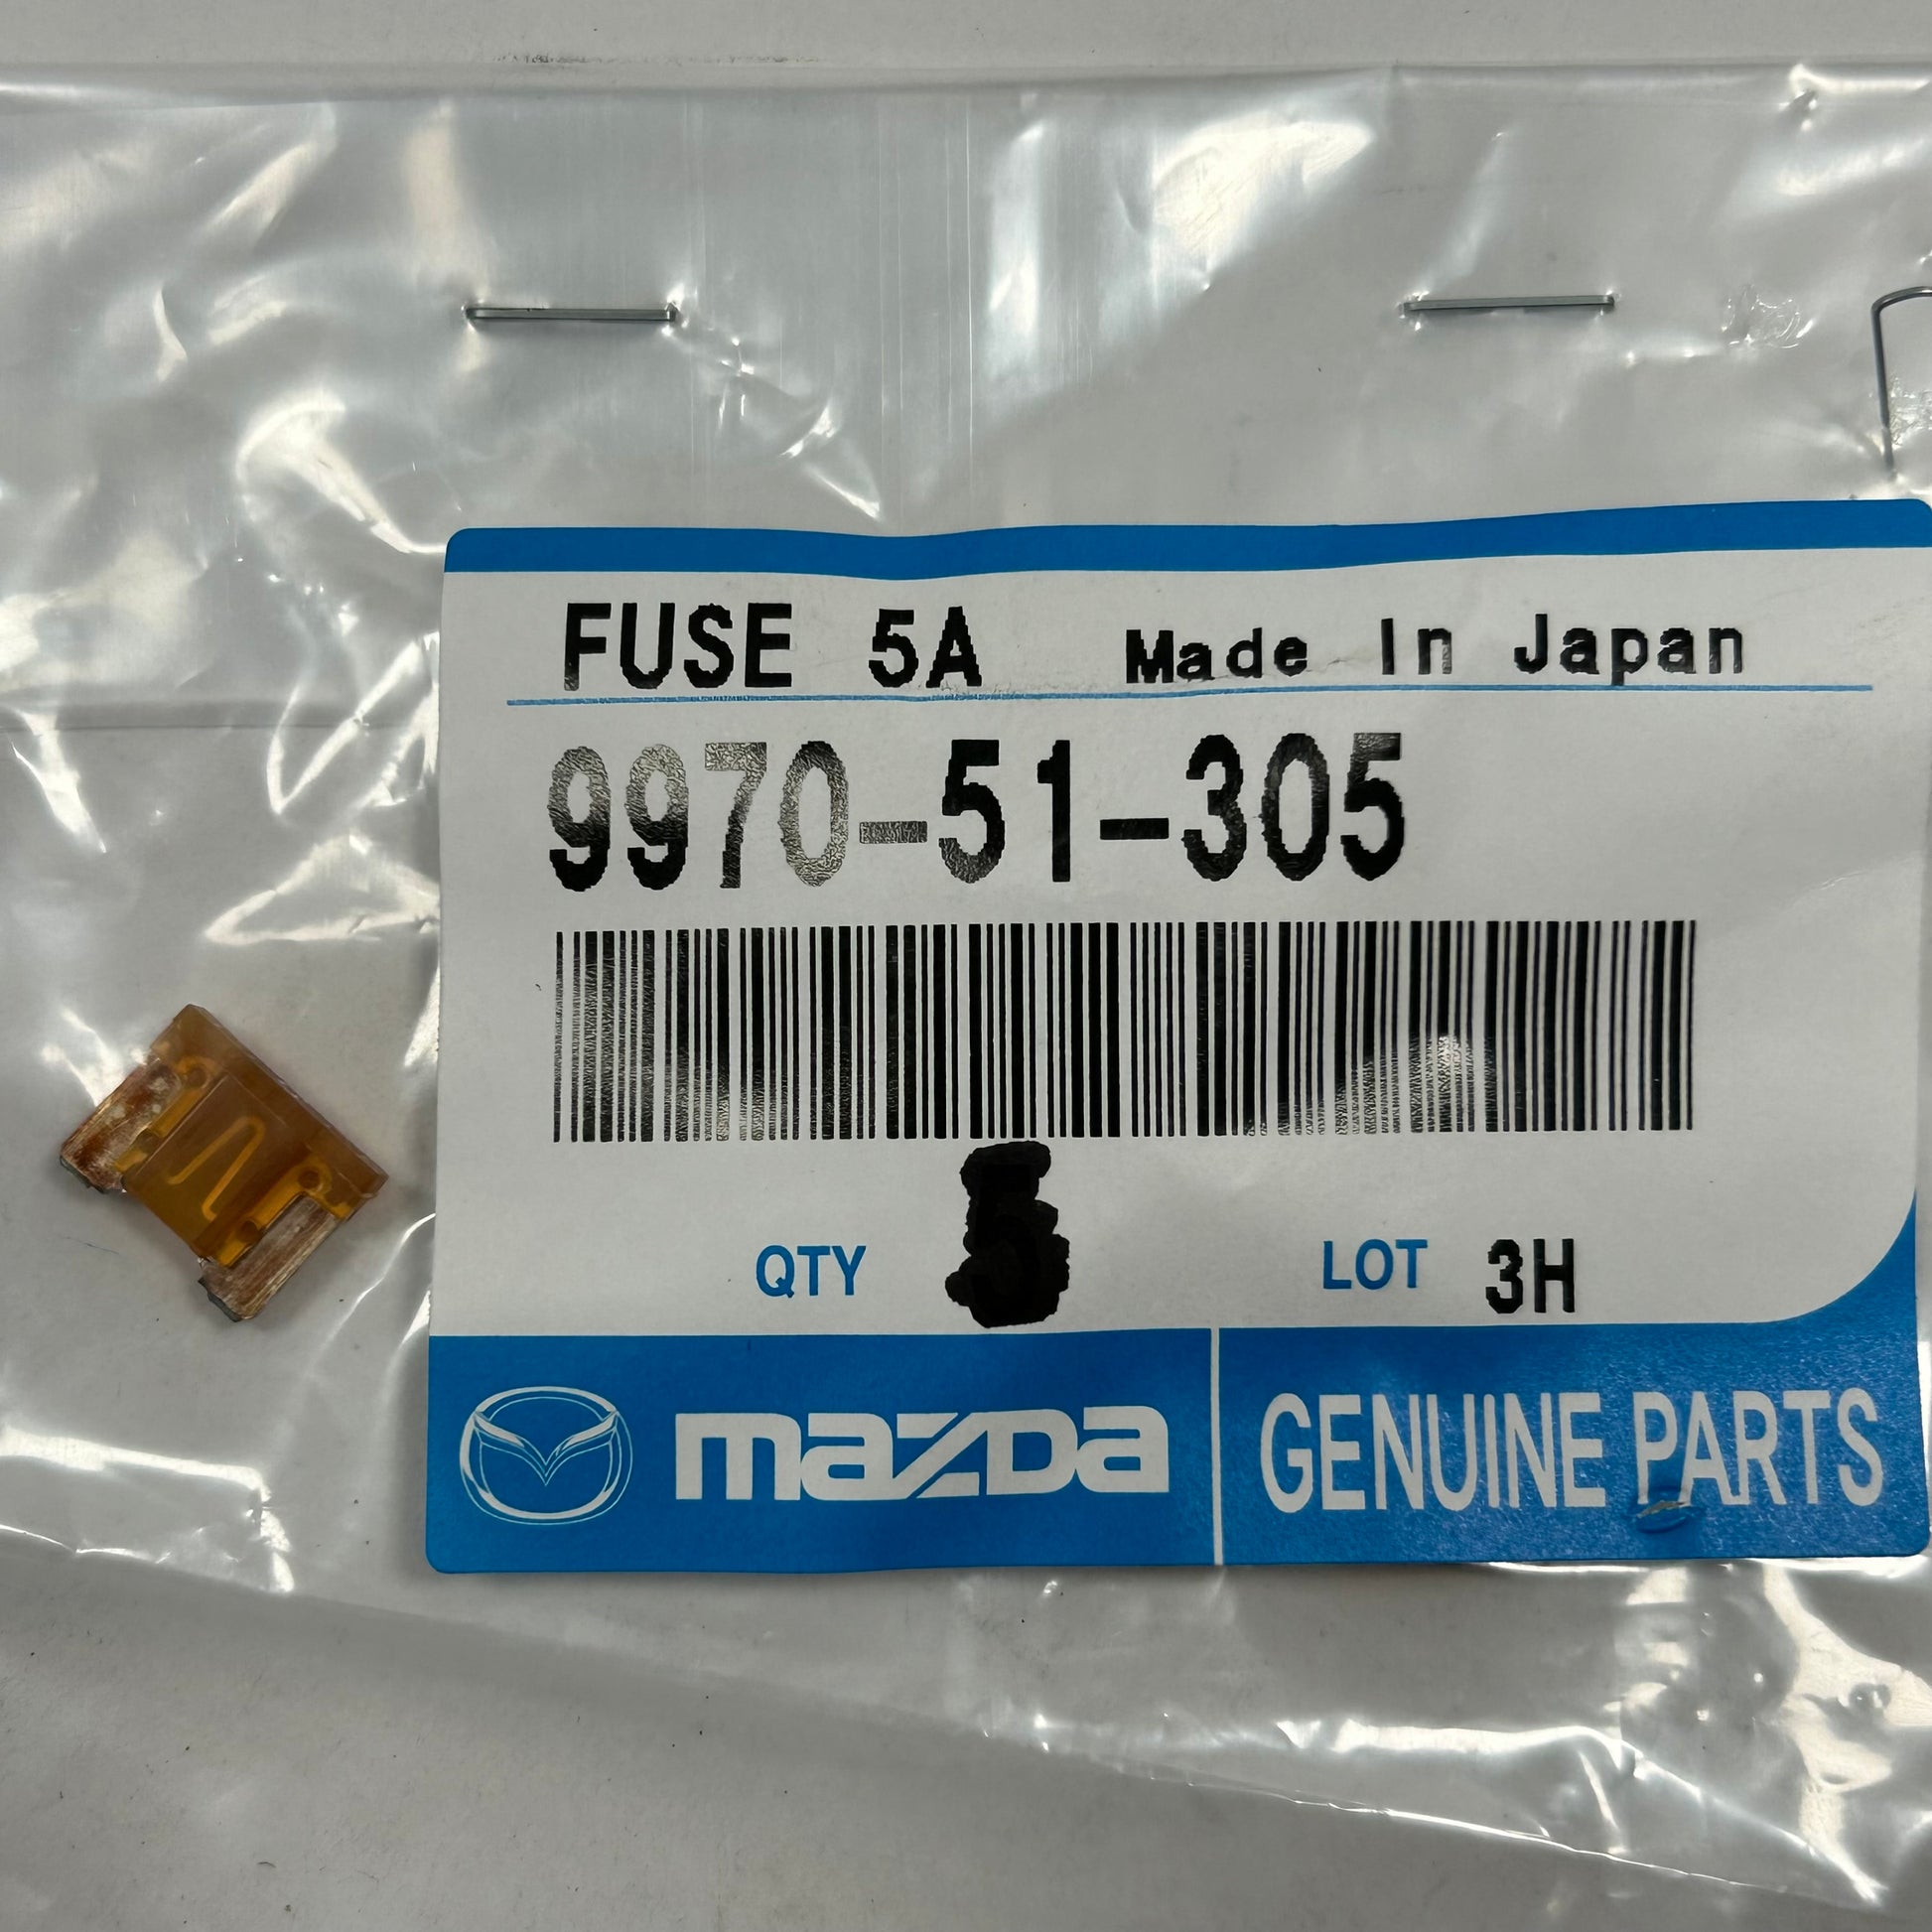 FUSE 5A Made In Japan
9970-51-305
QTY LOT 3H
mazda GENUINE PARTS